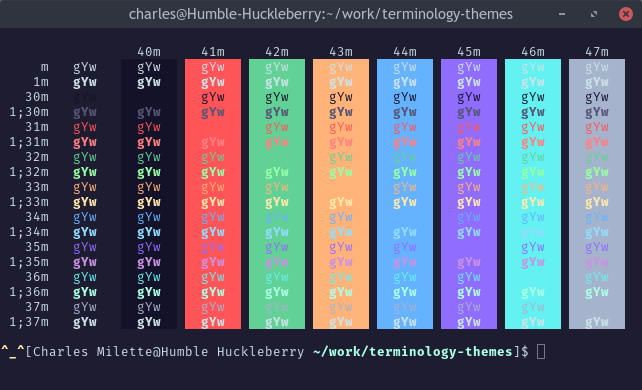 charles@Humble-Huckleberry:~/work/terminology-themes
40m 41m 42m 43m 44m 45m 46m 47m
m gYw gYw gYw gYw gYw gYw gYw gYw gYw
1m gYw gYw gYw gYw gYw gYw gYw gYw gYw
30m gYw gYw gYw gYw gYw gYw gYw
1;30m gYw gYw gYw gYw gYw gYw gYw gYw gYw
31m gYw gYw gYw gYw gYw gYw gYw gYw
1;31m gYw gYw gYw gYw gYw gYw gYw gYw gYw
32m gYw gYw gYw gYw gYw gYw gYw gYw
1;32m gYw gYw gYw gYw gYw gYw gYw gYw gYw
33m gYw gYw gYw gYw gYw gYw gYw gYw
1;33m gYw gYw gYw gYw gYw gYw gYw gYw gYw
34m gYw gYw gYw gYw gYw gYw gYw gYw
1;34m gYw gYw gYw gYw gYw gYw gYw gYw gYw
35m gYw gYw gYw gYw gYw gYw gYw gYw
1;35m gYw gYw gYw gYw gYw gYw gYw gYw gYw
36m gYw gYw gYw gYw gYw gYw gYw gYw
1;36m gYw gYw gYw gYw gYw gYw gYw gYw gYw
37m gYw gYw gYw gYw gYw gYw gYw gYw
1;37m gYw gYw gYw gYw gYw gYw gYw gYw gYw
^_^[Charles Milette@Humble Huckleberry ~/work/terminology-themes]$